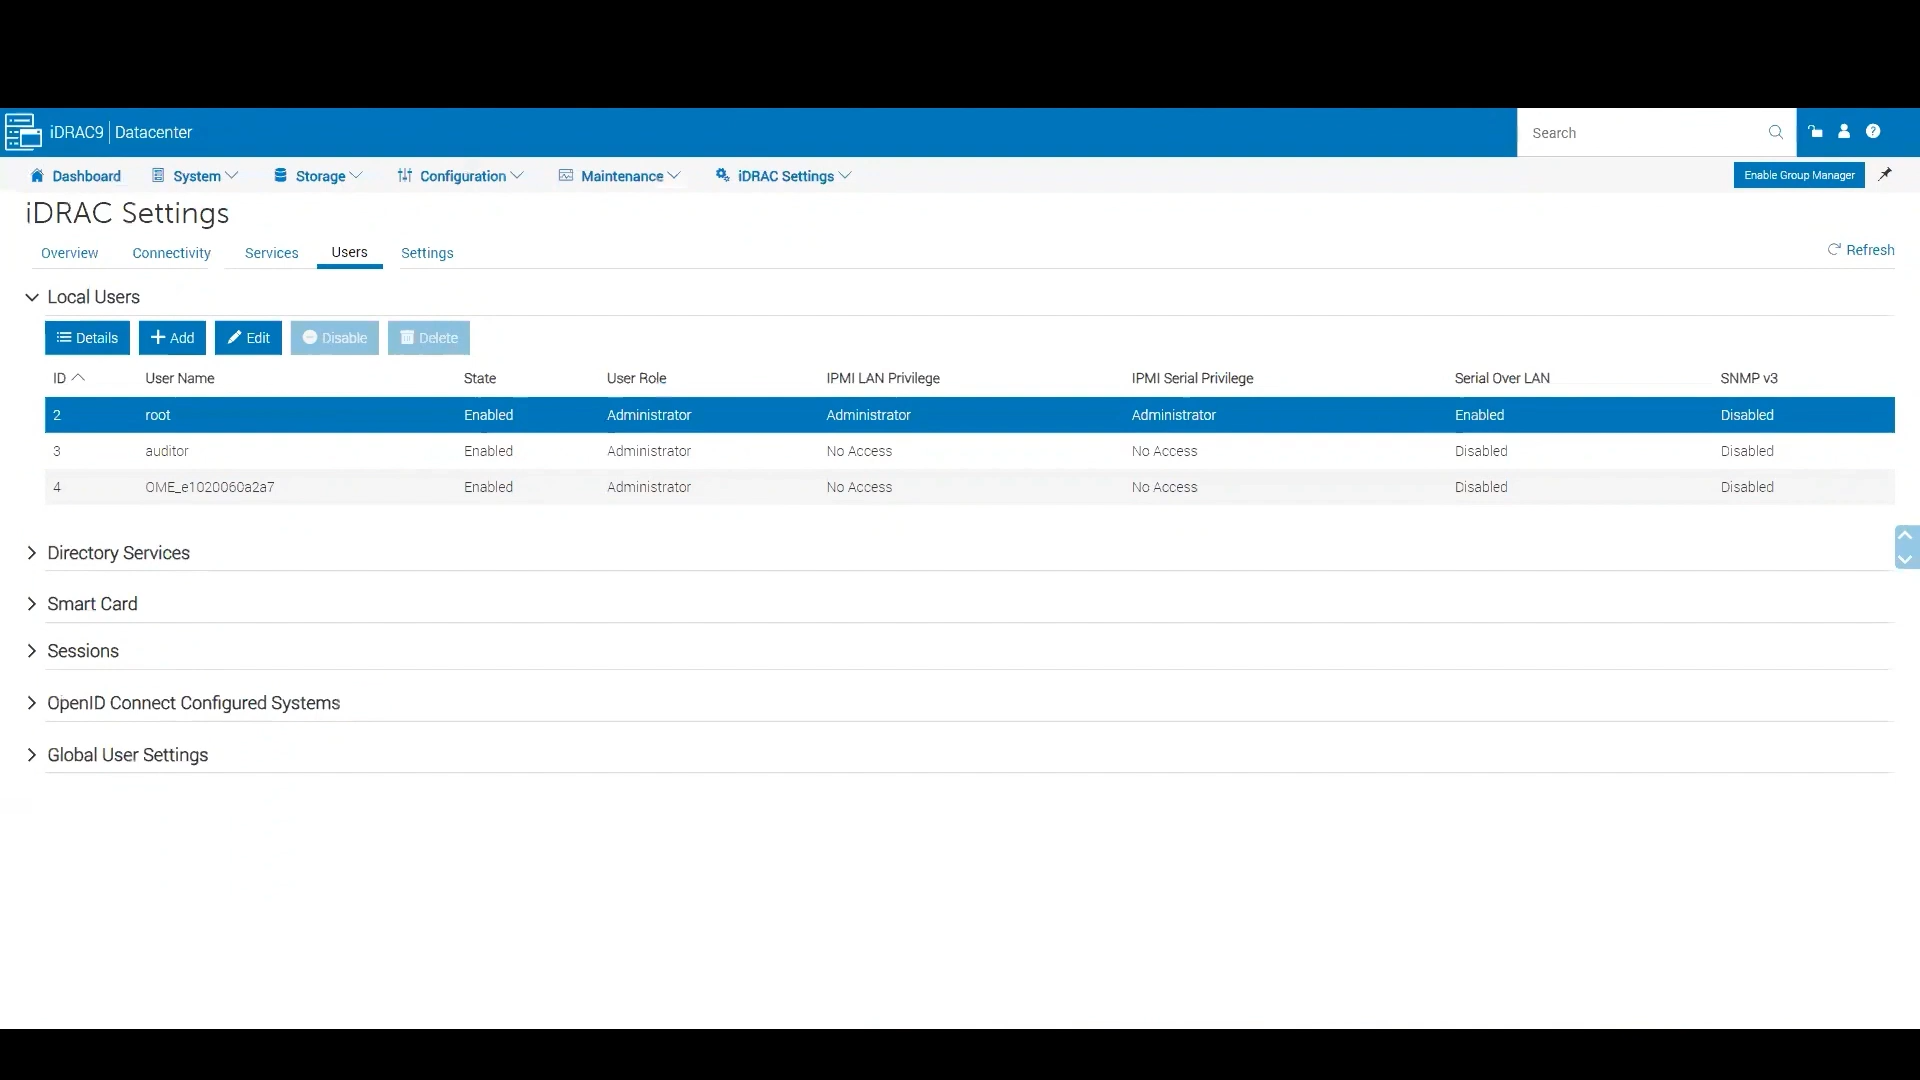 iDRAC9 | Datacenter
Search
Dashboard System Storage Configuration Maintenance iDRAC Settings Enable Group Manager
iDRAC Settings
Overview Connectivity Services Users Settings Refresh
Local Users
Details Add Edit Disable Delete
ID User Name State User Role IPMI LAN Privilege IPMI Serial Privilege Serial Over LAN SNMP v3
2 root Enabled Administrator Administrator Administrator Enabled Disabled
3 auditor Enabled Administrator No Access No Access Disabled Disabled
4 OME_e1020060a2a7 Enabled Administrator No Access No Access Disabled Disabled
Directory Services
Smart Card
Sessions
OpenID Connect Configured Systems
Global User Settings